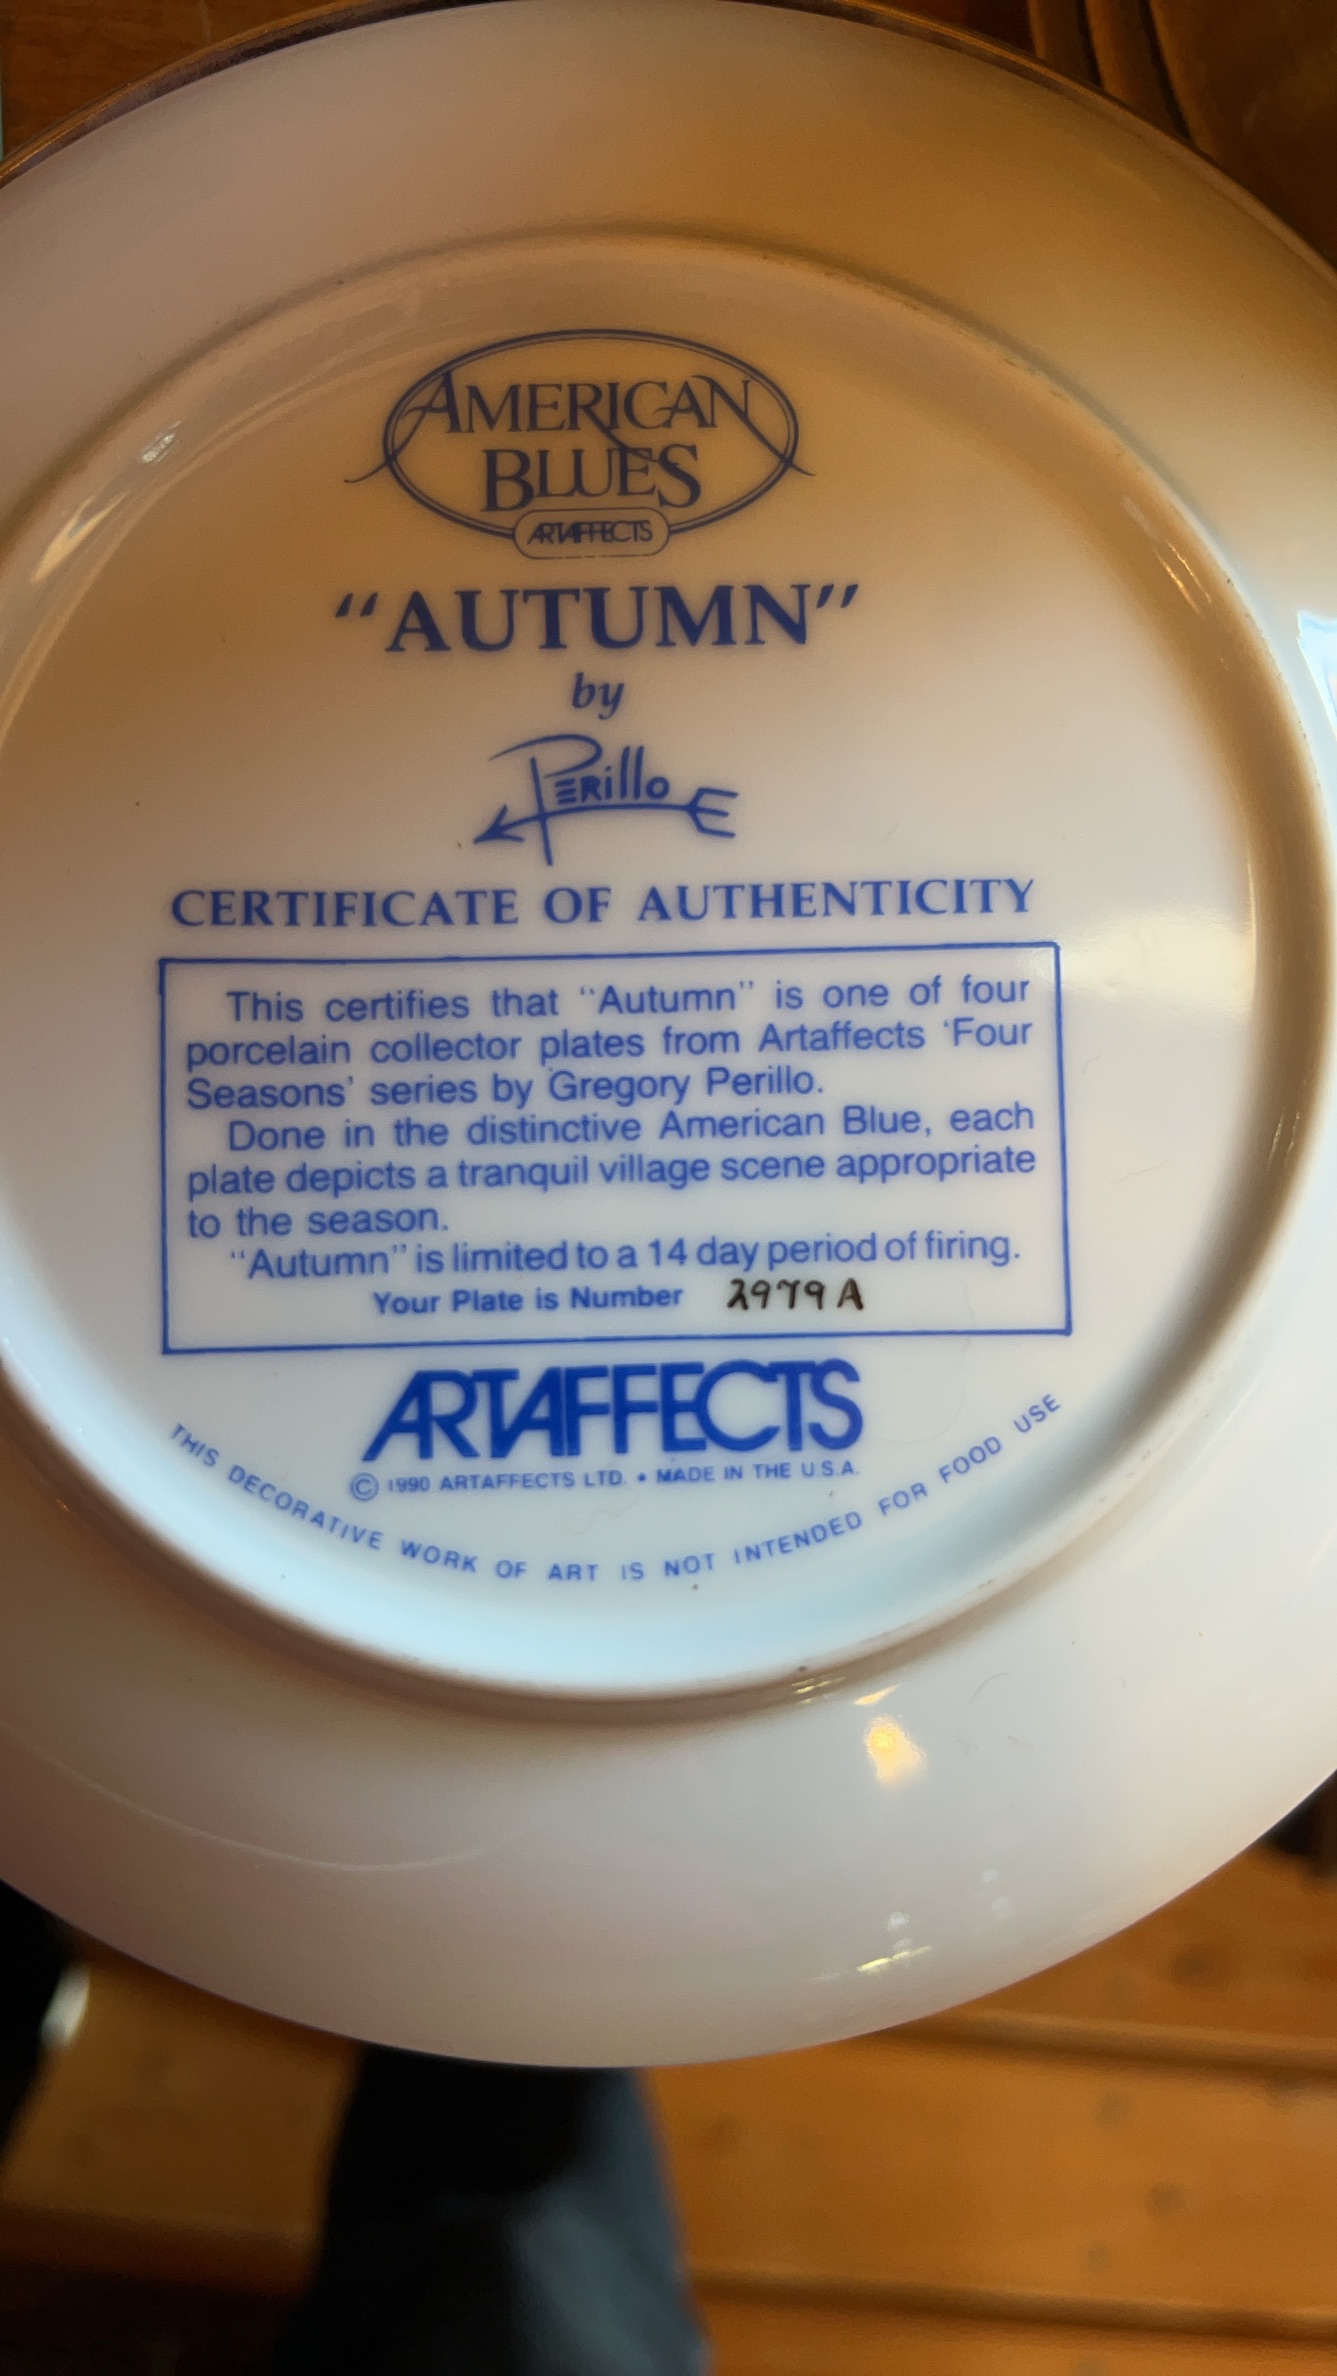 AMERICAN
BLUES
ARTAFFECTS
"AUTUMN"
by
PERillo
CERTIFICATE OF AUTHENTICITY
This certifies that "Autumn" is one of four
porcelain collector plates from Artaffects 'Four
Seasons' series by Gregory Perillo.
Done in the distinctive American Blue, each
plate depicts a tranquil village scene appropriate
to the season.
"Autumn" is limited to a 14 day period of firing.
Your Plate is Number 2979 A
ARTAFFECTS
© 1990 ARTAFFECTS LTD. • MADE IN THE U.S.A.
THIS DECORATIVE WORK OF ART IS NOT INTENDED FOR FOOD USE